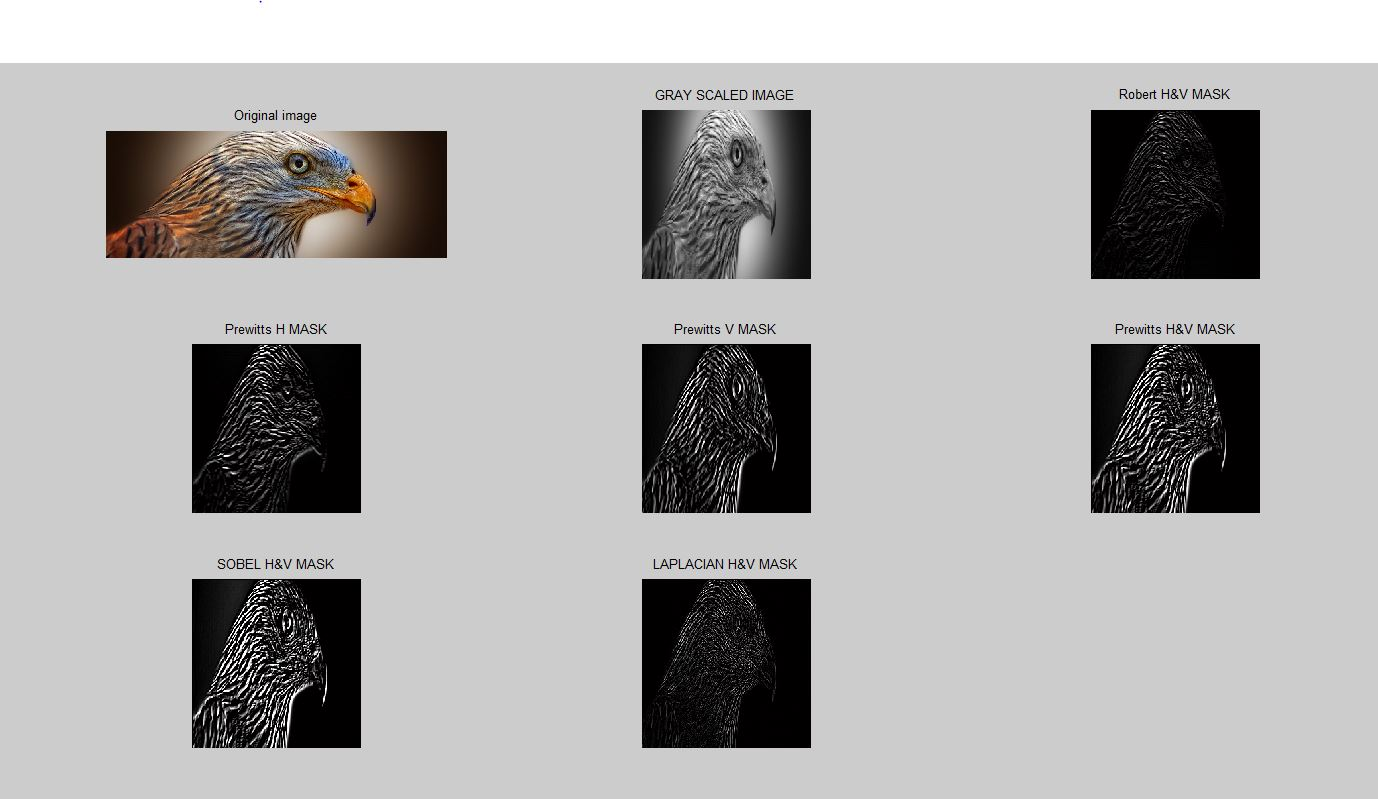 Original image
GRAY SCALED IMAGE
Robert H&V MASK
Prewitts H MASK
Prewitts V MASK
Prewitts H&V MASK
SOBEL H&V MASK
LAPLACIAN H&V MASK